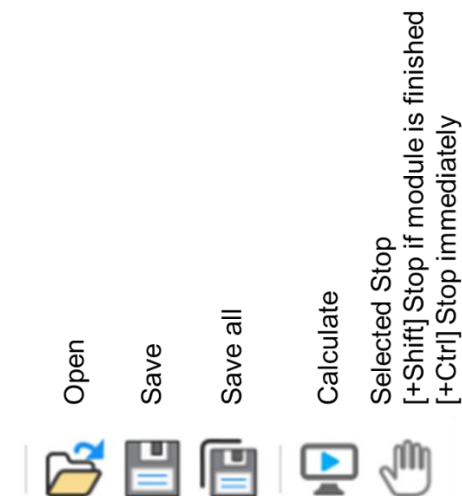 Open
Save
Save all
Calculate
Selected Stop
[+Shift] Stop if module is finished
[+Ctrl] Stop immediately